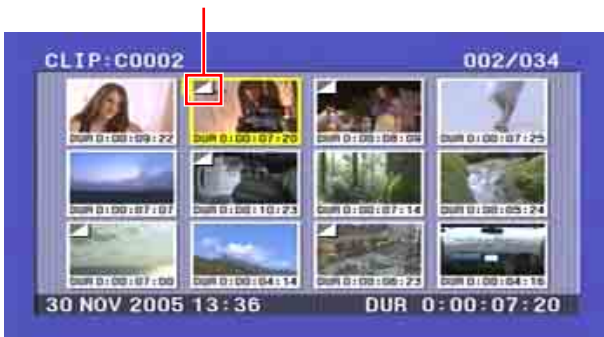 CLIP:C0002 002/034
DUR 0:00:09:22 DUR 0:00:07:20 DUR 0:00:08:09 DUR 0:00:07:25
DUR 0:00:07:07 DUR 0:00:10:23 DUR 0:00:07:14 DUR 0:00:05:24
DUR 0:00:07:00 DUR 0:00:04:14 DUR 0:00:06:23 DUR 0:00:04:16
30 NOV 2005 13:36 DUR 0:00:07:20